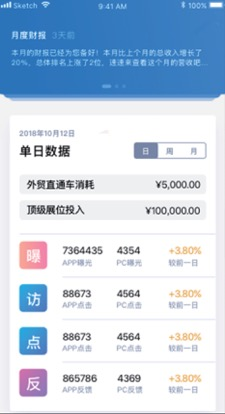 Sketch 9:41 AM 100%
月度财报 3天前
本月的财报已经为您备好！本月比上个月的总收入增长了
20%，总体排名上涨了2位，速速来查看这个月的营收吧...
2018年10月12日
单日数据 日 周 月
外贸直通车消耗 ¥5,000.00
顶级展位投入 ¥100,000.00
曝 7364435 4354 +3.80%
APP曝光 PC曝光 较前一日
访 88673 4564 +3.80%
APP点击 PC点击 较前一日
点 88673 4564 +3.80%
APP点击 PC点击 较前一日
反 865786 4369 +3.80%
APP反馈 PC反馈 较前一日